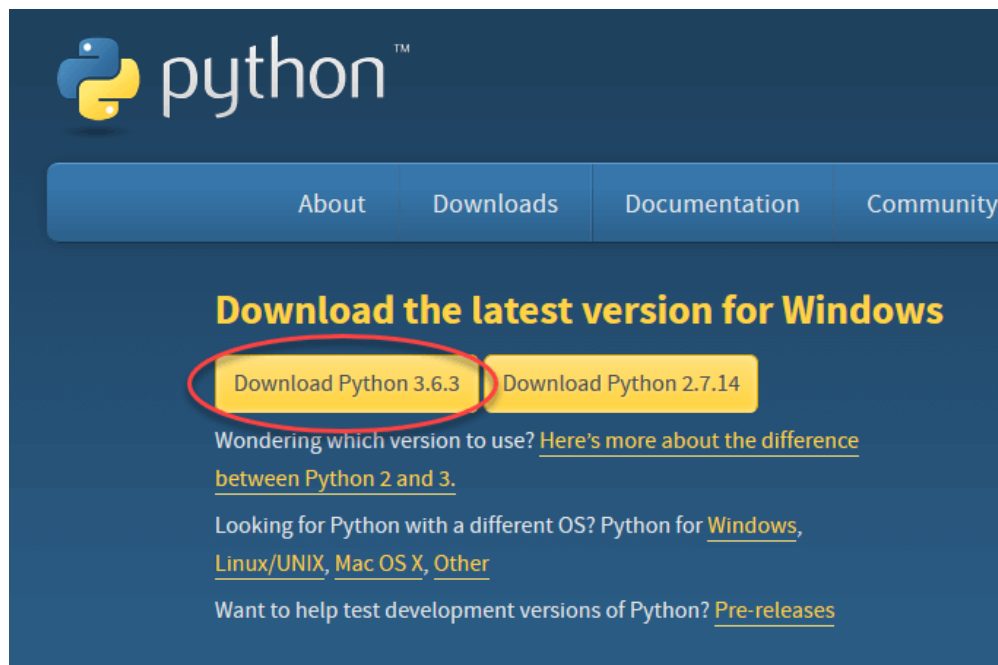 python™
About Downloads Documentation Community
Download the latest version for Windows
Download Python 3.6.3 Download Python 2.7.14
Wondering which version to use? Here's more about the difference
between Python 2 and 3.
Looking for Python with a different OS? Python for Windows,
Linux/UNIX, Mac OS X, Other
Want to help test development versions of Python? Pre-releases